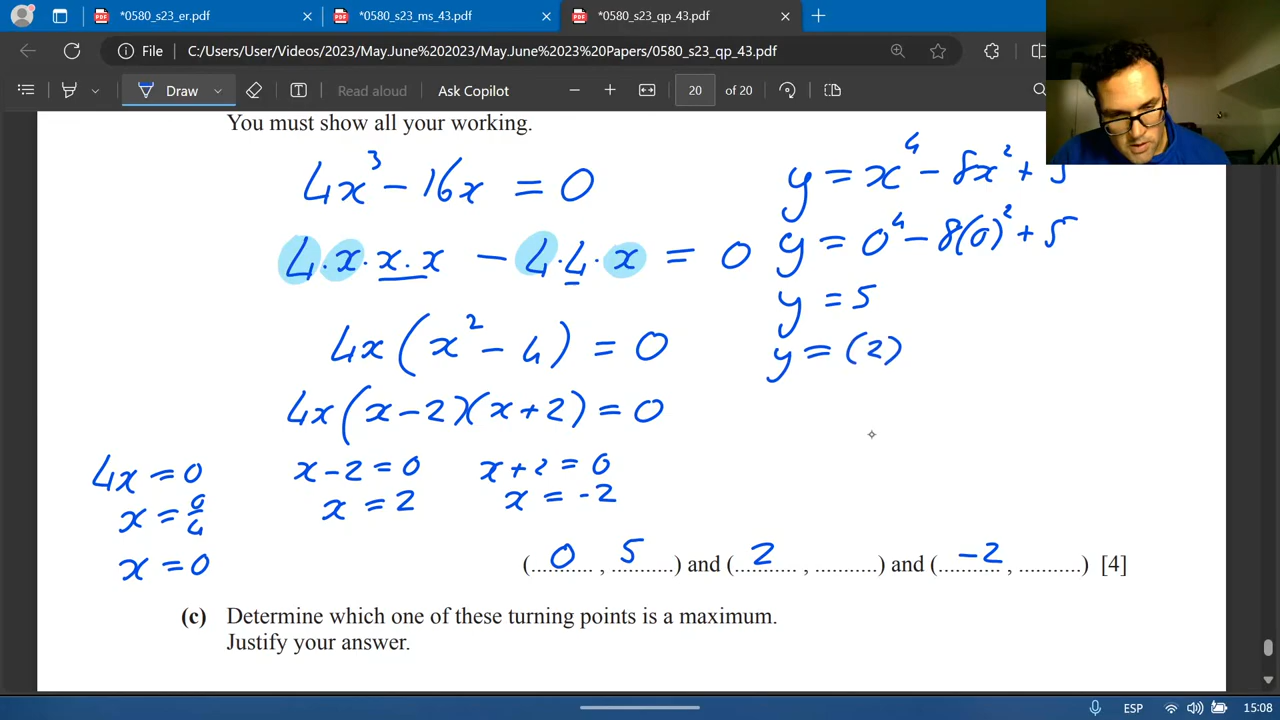 *0580_s23_er.pdf
*0580_s23_ms_43.pdf
*0580_s23_qp_43.pdf
File
C:/Users/User/Videos/2023/May.June%202023/May.June%2023%20Papers/0580_s23_qp_43.pdf
Draw
Read aloud
Ask Copilot
20 of 20
You must show all your working.
4x³ - 16x = 0
4 · x · x · x - 4 · 4 · x = 0
4x(x² - 4) = 0
4x(x-2)(x+2) = 0
4x = 0
x = 0/4
x = 0
x - 2 = 0
x = 2
x + 2 = 0
x = -2
y = x⁴ - 8x² + 5
y = 0⁴ - 8(0)² + 5
y = 5
y = (2)
(0 , 5) and (2 , ............) and (-2 , ............) [4]
(c) Determine which one of these turning points is a maximum.
Justify your answer.
ESP
15:08